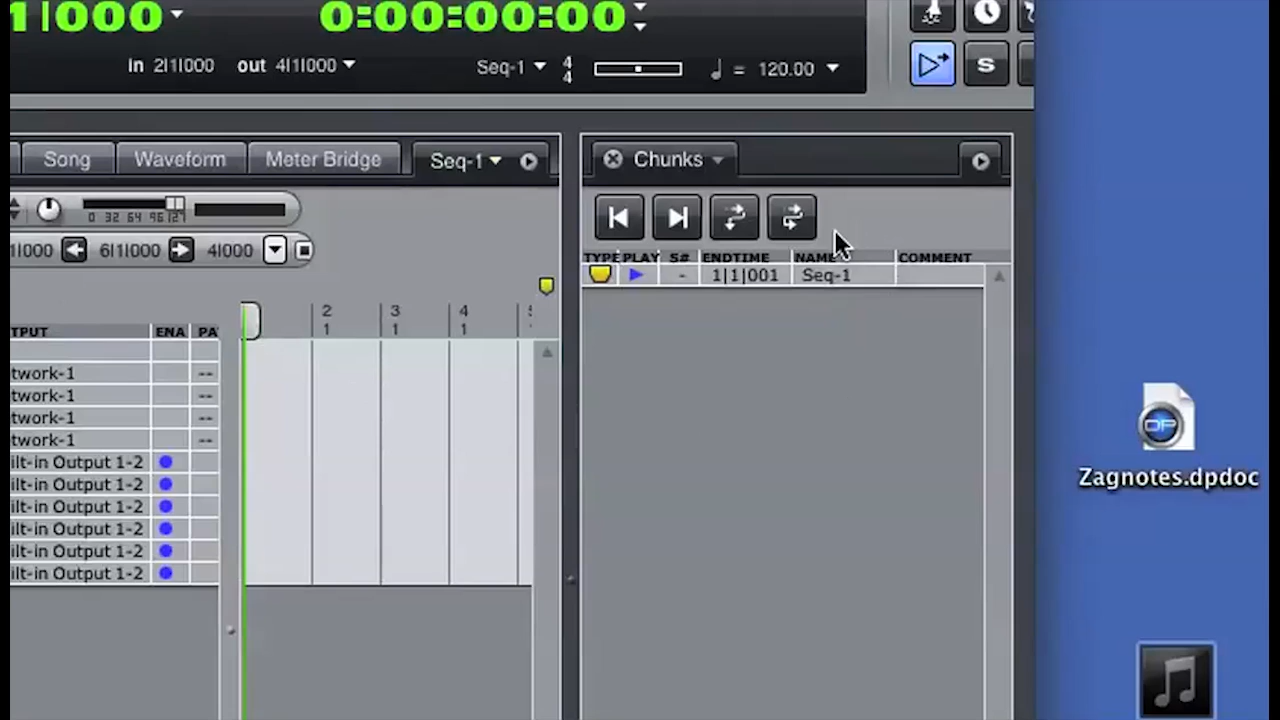 1|000 0:00:00:00
in 2|1|000 out 4|1|000 Seq-1 4 4 = 120.00 S
Song Waveform Meter Bridge Seq-1 Chunks
0 32 64 96 127
1|000 6|1|000 4|000
TYPE PLAY S# ENDTIME NAME COMMENT
- 1|1|001 Seq-1
2 3 4 5
1 1 1
TPUT ENA PA
twork-1 --
twork-1 --
twork-1 --
twork-1 --
ilt-in Output 1-2
ilt-in Output 1-2
ilt-in Output 1-2
ilt-in Output 1-2
ilt-in Output 1-2
ilt-in Output 1-2
DP
Zagnotes.dpdoc